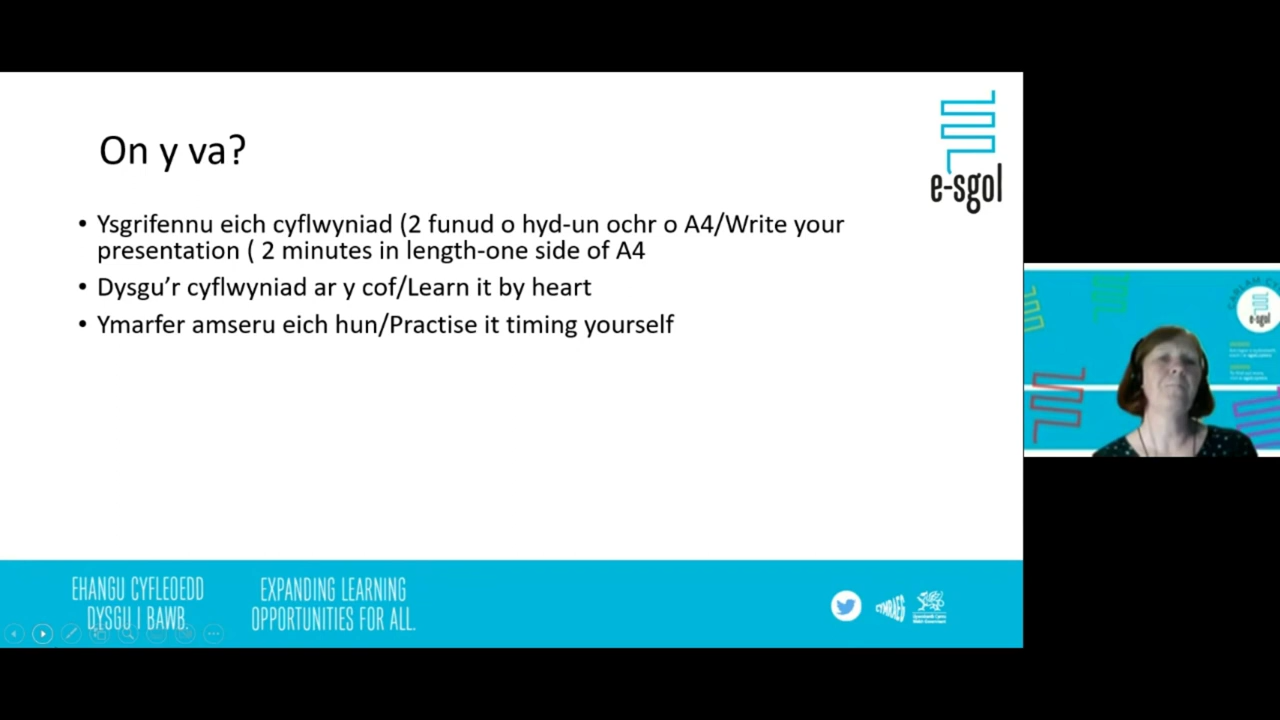 On y va?
• Ysgrifennu eich cyflwyniad (2 funud o hyd-un ochr o A4/Write your
presentation ( 2 minutes in length-one side of A4
• Dysgu’r cyflwyniad ar y cof/Learn it by heart
• Ymarfer amseru eich hun/Practise it timing yourself
e-sgol
e-sgol
EHANGU CYFLEOEDD
DYSGU I BAWB.
EXPANDING LEARNING
OPPORTUNITIES FOR ALL.
CYMRAEG